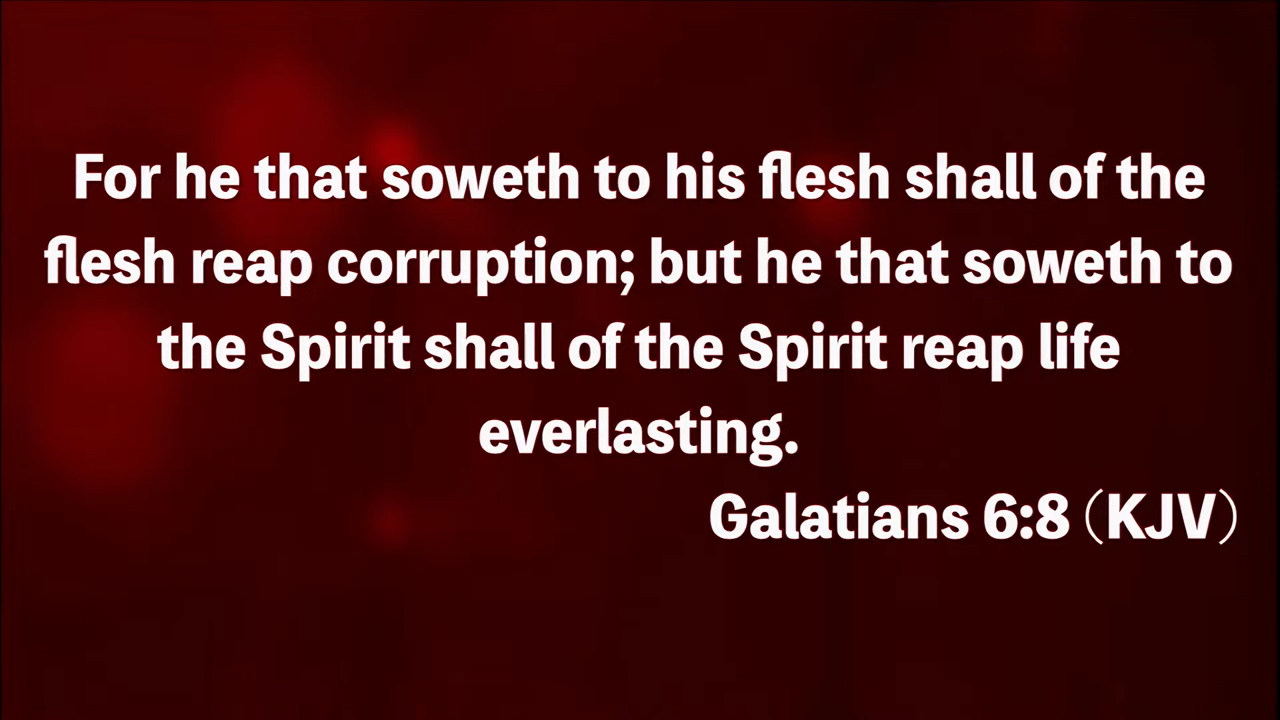 For he that soweth to his flesh shall of the
flesh reap corruption; but he that soweth to
the Spirit shall of the Spirit reap life
everlasting.
Galatians 6:8（KJV）